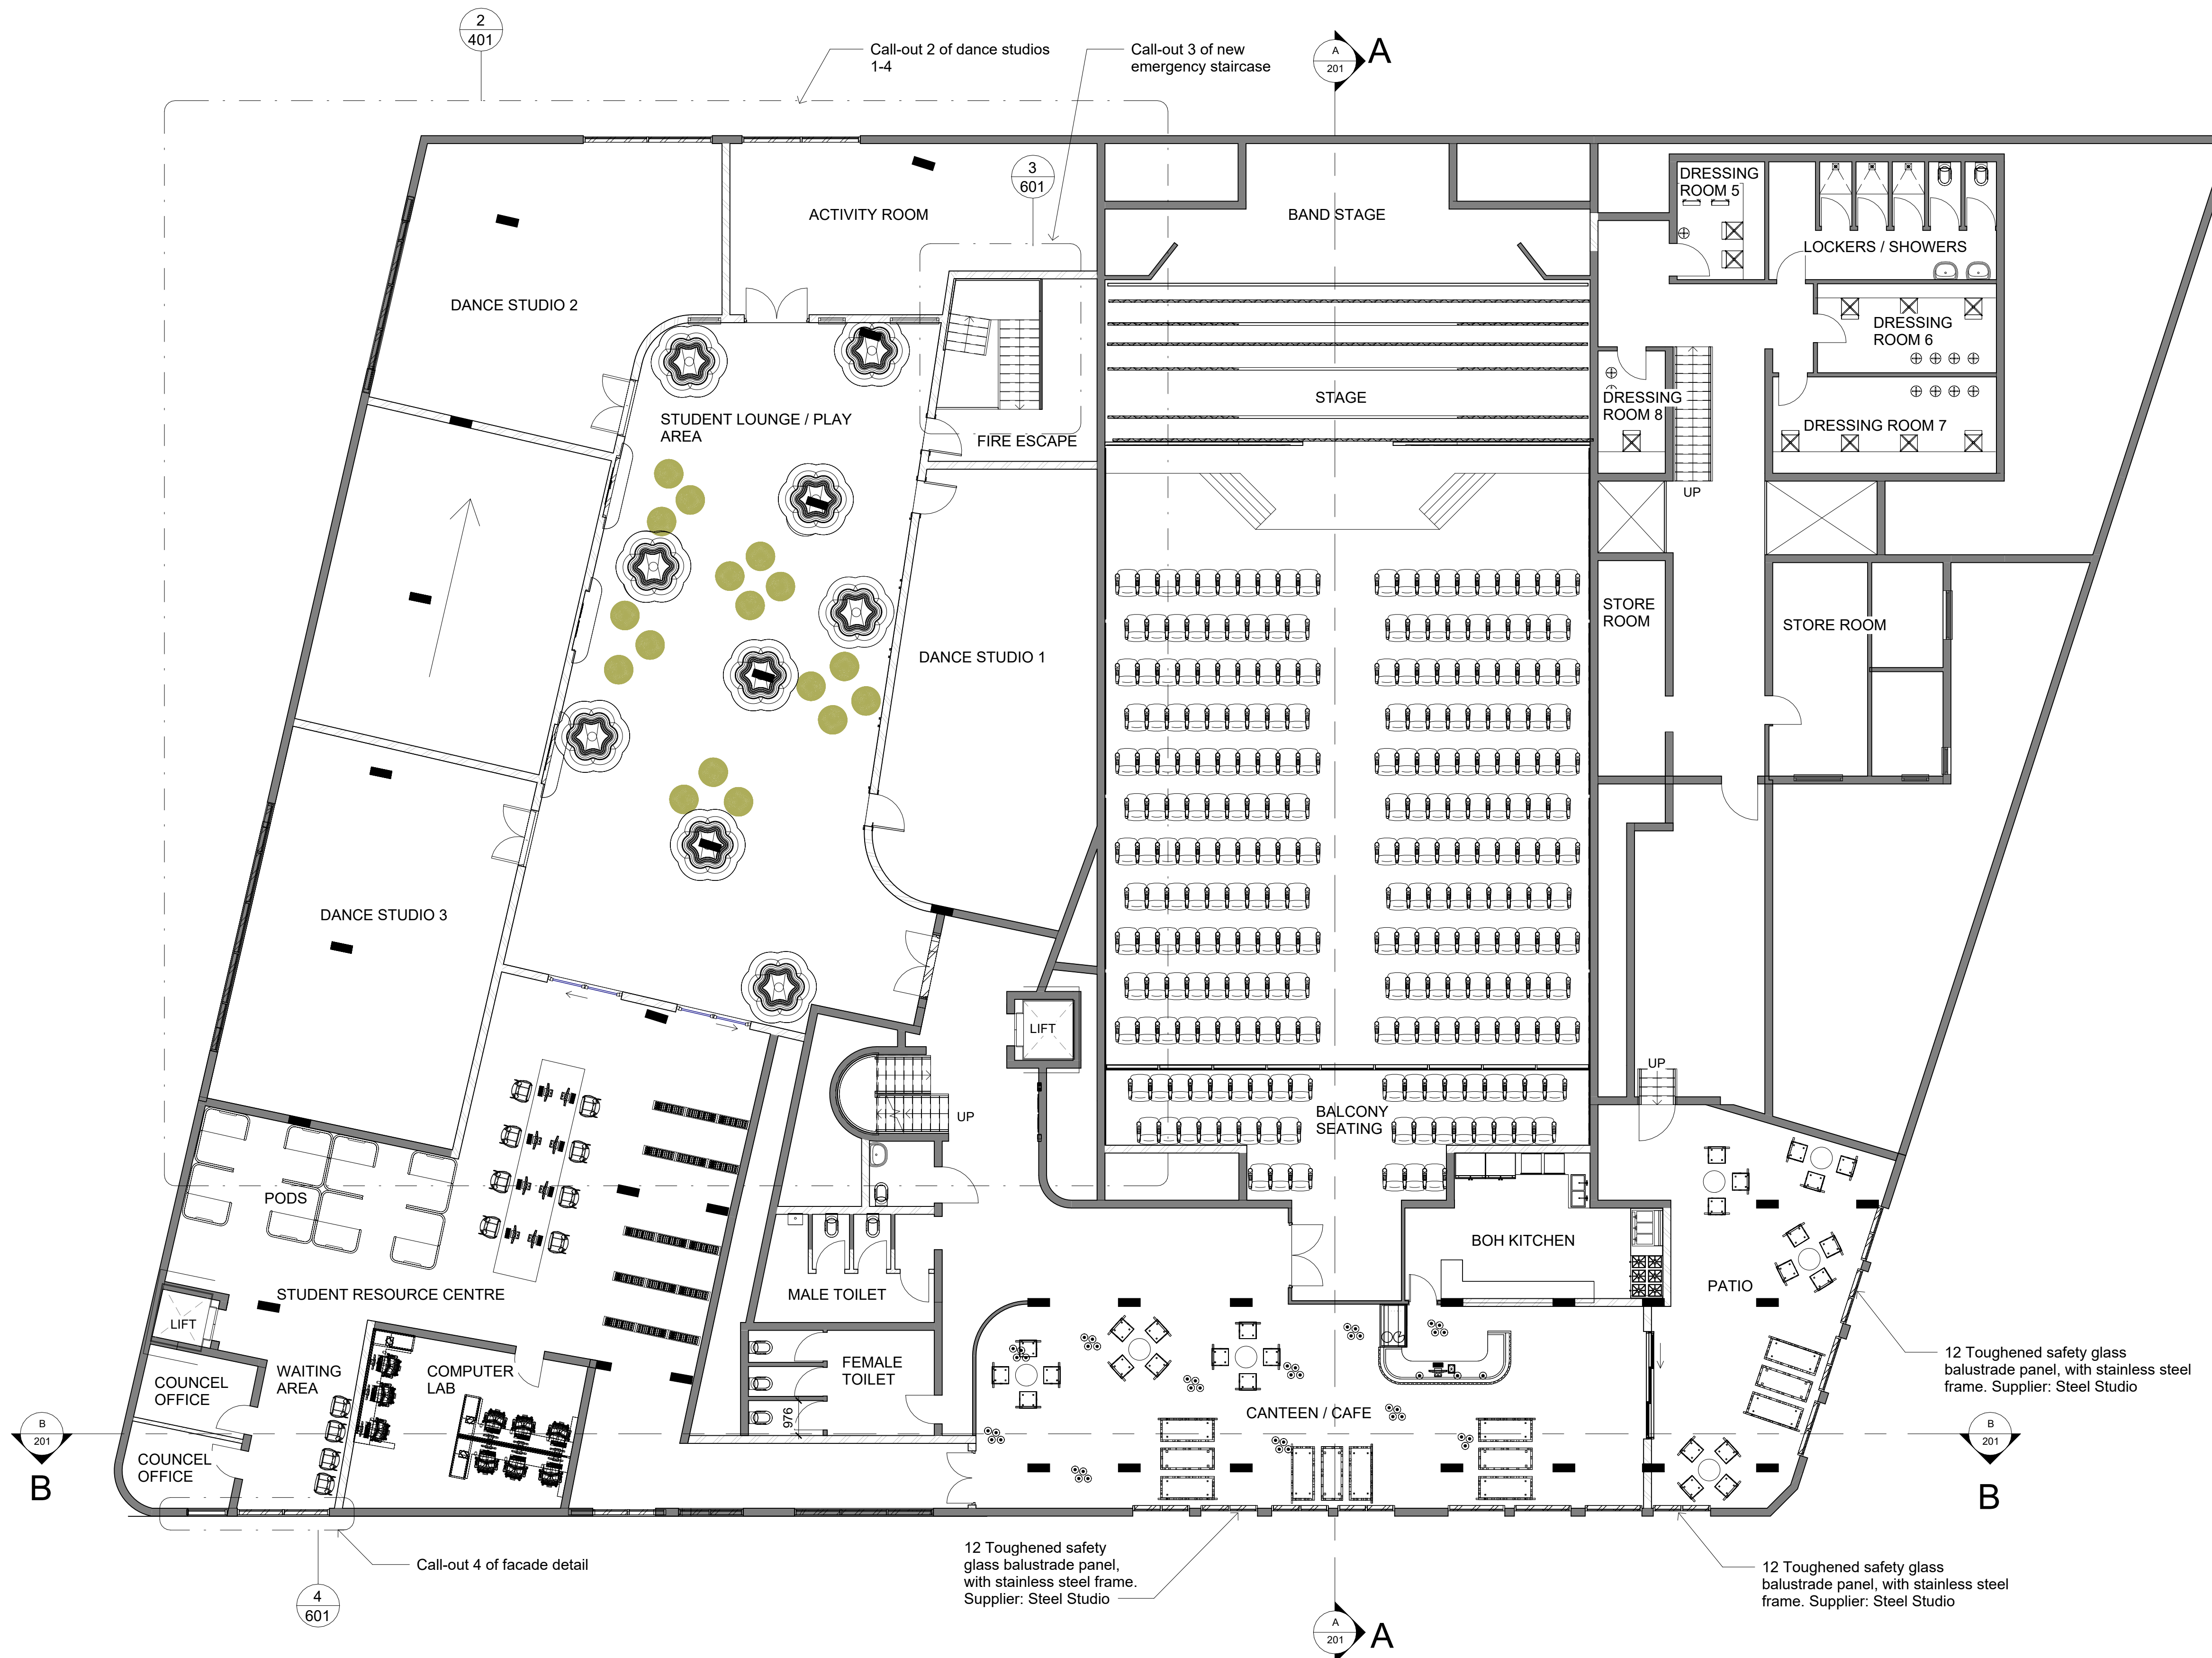 2
401
Call-out 2 of dance studios
1-4
Call-out 3 of new
emergency staircase
A
201
A
3
601
DRESSING
ROOM 5
ACTIVITY ROOM
BAND STAGE
LOCKERS / SHOWERS
DANCE STUDIO 2
DRESSING
ROOM 6
STAGE
DRESSING
ROOM 8
STUDENT LOUNGE / PLAY
AREA
FIRE ESCAPE
DRESSING ROOM 7
UP
STORE
ROOM
STORE ROOM
DANCE STUDIO 1
DANCE STUDIO 3
LIFT
UP
UP
BALCONY
SEATING
PODS
BOH KITCHEN
PATIO
STUDENT RESOURCE CENTRE
MALE TOILET
LIFT
WAITING
AREA
COMPUTER
LAB
FEMALE
TOILET
COUNCEL
OFFICE
976
CANTEEN / CAFE
12 Toughened safety glass
balustrade panel, with stainless steel
frame. Supplier: Steel Studio
B
201
B
COUNCEL
OFFICE
B
201
B
Call-out 4 of facade detail
4
601
12 Toughened safety
glass balustrade panel,
with stainless steel frame.
Supplier: Steel Studio
12 Toughened safety glass
balustrade panel, with stainless steel
frame. Supplier: Steel Studio
A
201
A